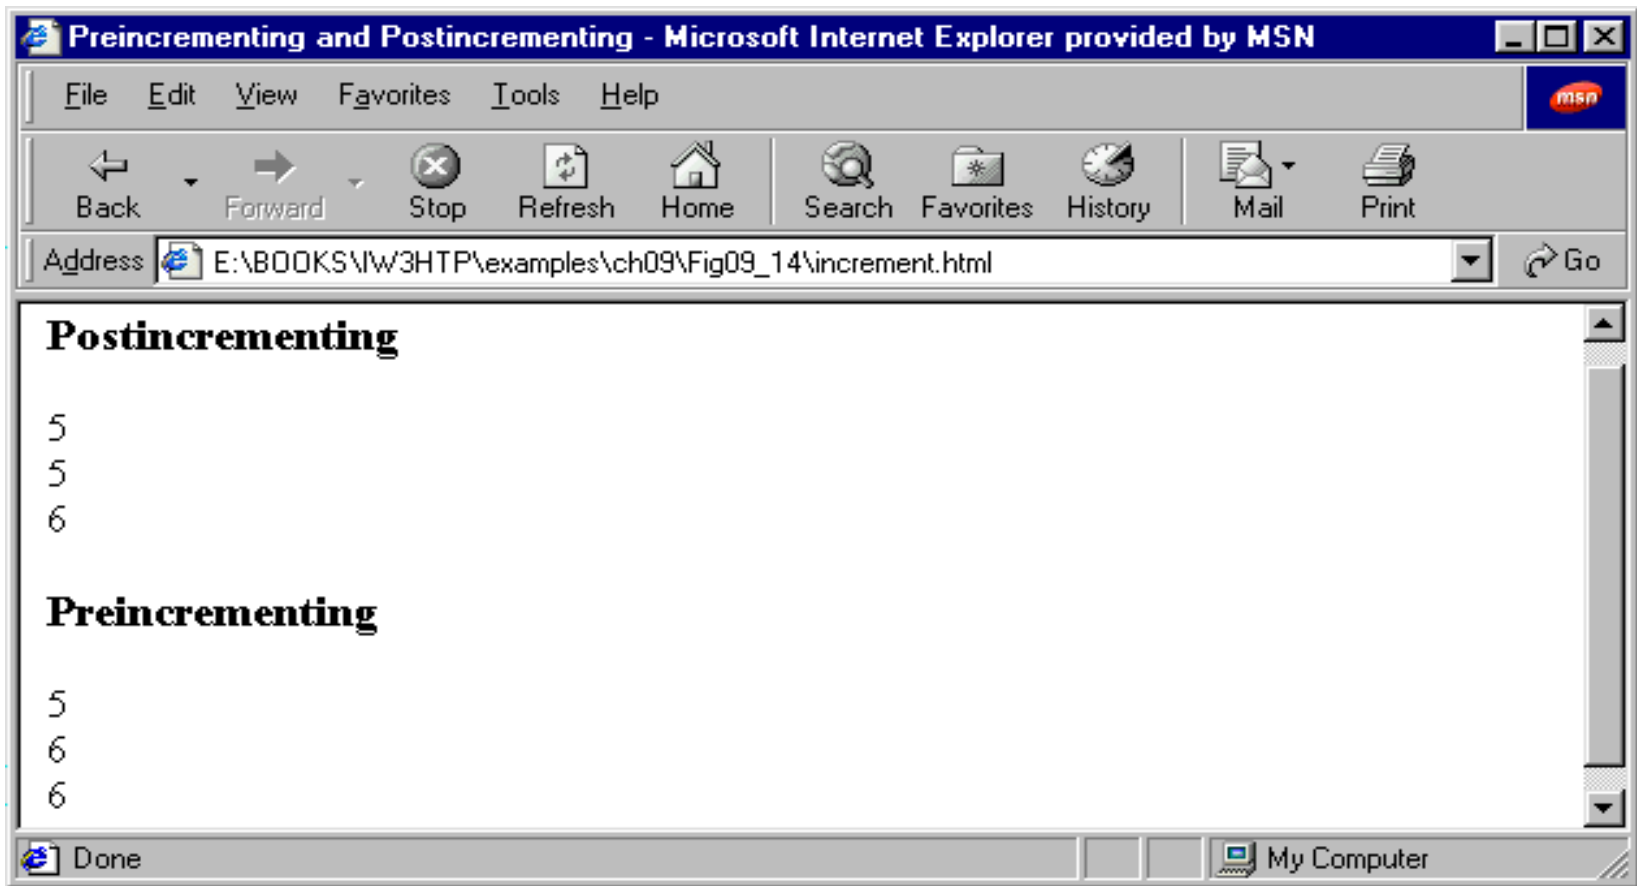 Preincrementing and Postincrementing - Microsoft Internet Explorer provided by MSN
File Edit View Favorites Tools Help
msn
Back Forward Stop Refresh Home Search Favorites History Mail Print
Address E:\BOOKS\IW3HTP\examples\ch09\Fig09_14\increment.html Go
Postincrementing
5
5
6
Preincrementing
5
6
6
Done My Computer